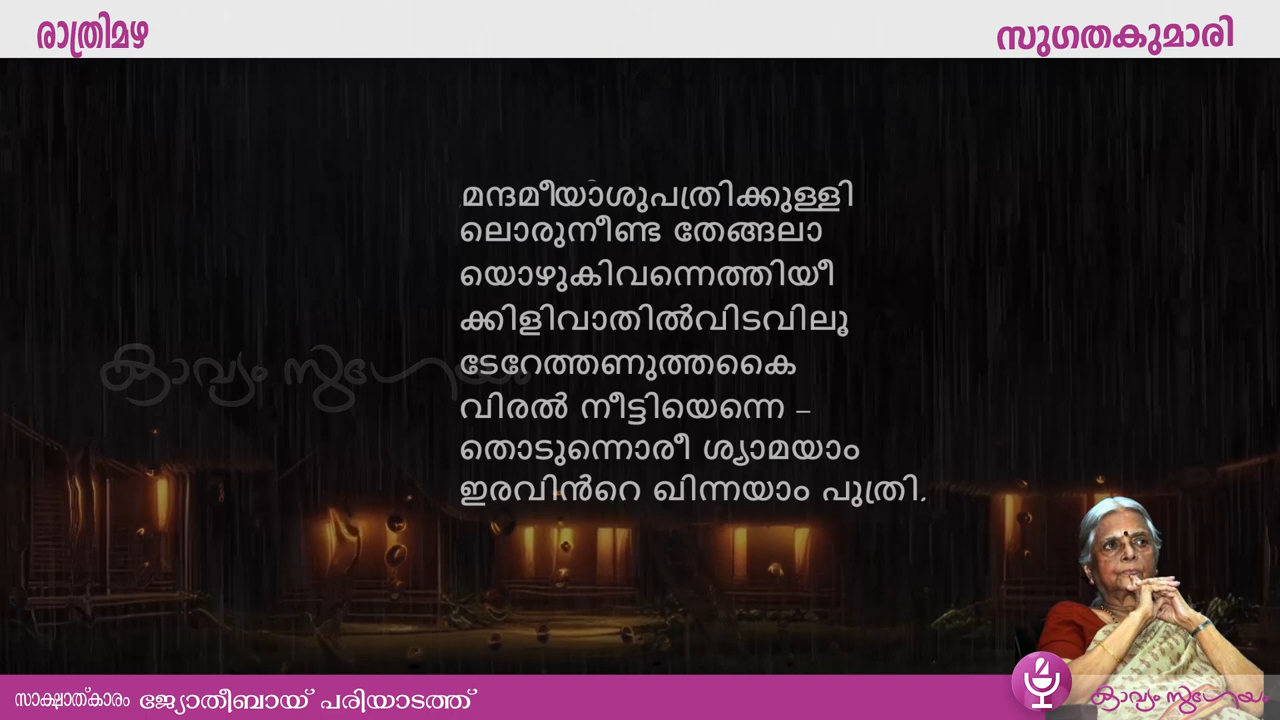 രാത്രിമഴ
സുഗതകുമാരി
മന്ദമീയാശുപത്രിക്കുള്ളി
ലൊരുനീണ്ട തേങ്ങലാ
യൊഴുകിവന്നെത്തിയീ
ക്കിളിവാതിൽവിടവിലൂ
ടേറേത്തണുത്തകൈ
വിരൽ നീട്ടിയെന്നെ –
തൊടുന്നൊരീ ശ്യാമയാം
ഇരവിൻറെ ഖിന്നയാം പുത്രി.
കാവ്യം സുഗേയം
സാക്ഷാത്കാരം ജ്യോതീബായ് പരിയാടത്ത്
കാവ്യം സുഗേയം